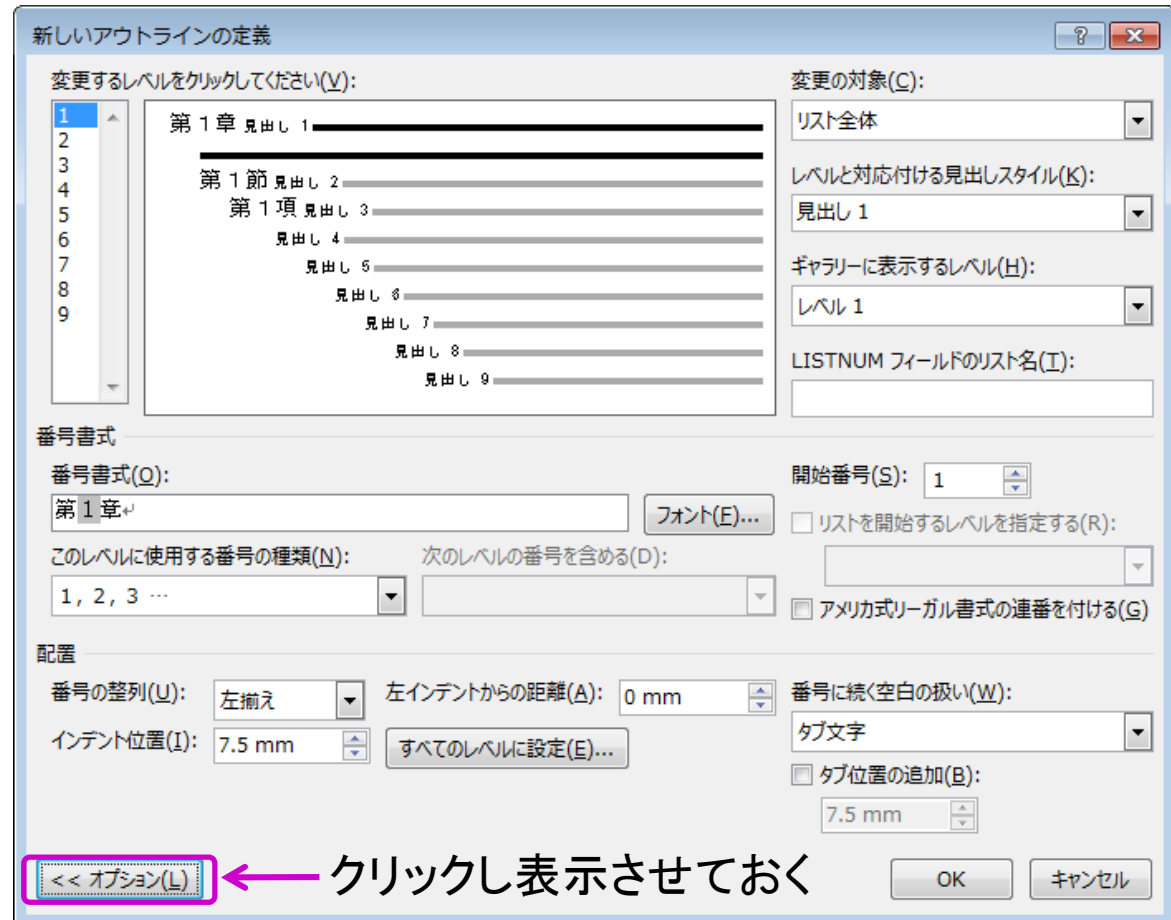 新しいアウトラインの定義
変更するレベルをクリックしてください(V):
1
2
3
4
5
6
7
8
9
第1章 見出し 1
第1節 見出し 2
第1項 見出し 3
見出し 4
見出し 5
見出し 6
見出し 7
見出し 8
見出し 9
変更の対象(C):
リスト全体
レベルと対応付ける見出しスタイル(K):
見出し 1
ギャラリーに表示するレベル(H):
レベル 1
LISTNUM フィールドのリスト名(T):
番号書式
番号書式(O):
第1章↵
フォント(F)...
このレベルに使用する番号の種類(N):
1, 2, 3 …
次のレベルの番号を含める(D):
開始番号(S): 1
リストを開始するレベルを指定する(R):
アメリカ式リーガル書式の連番を付ける(G)
配置
番号の整列(U): 左揃え
左インデントからの距離(A): 0 mm
インデント位置(I): 7.5 mm
すべてのレベルに設定(E)...
番号に続く空白の扱い(W):
タブ文字
タブ位置の追加(B):
7.5 mm
<< オプション(L)
クリックし表示させておく
OK
キャンセル